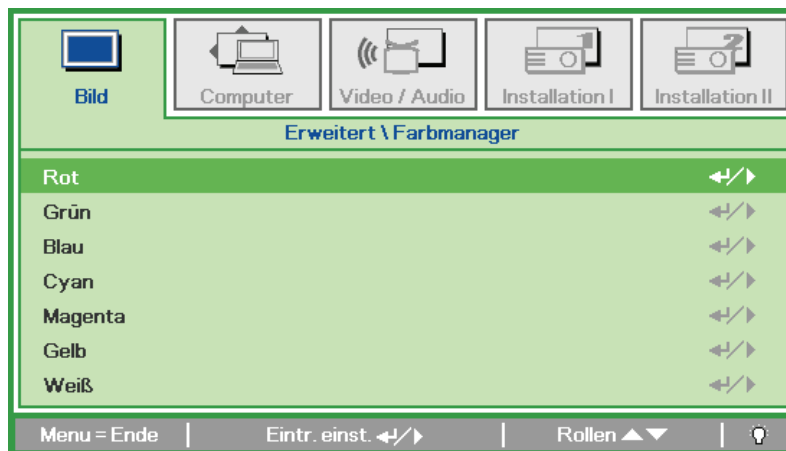 Bild
Computer
Video / Audio
Installation I
Installation II
Erweitert \ Farbmanager
Rot
Grün
Blau
Cyan
Magenta
Gelb
Weiß
Menu = Ende
Eintr. einst.
Rollen